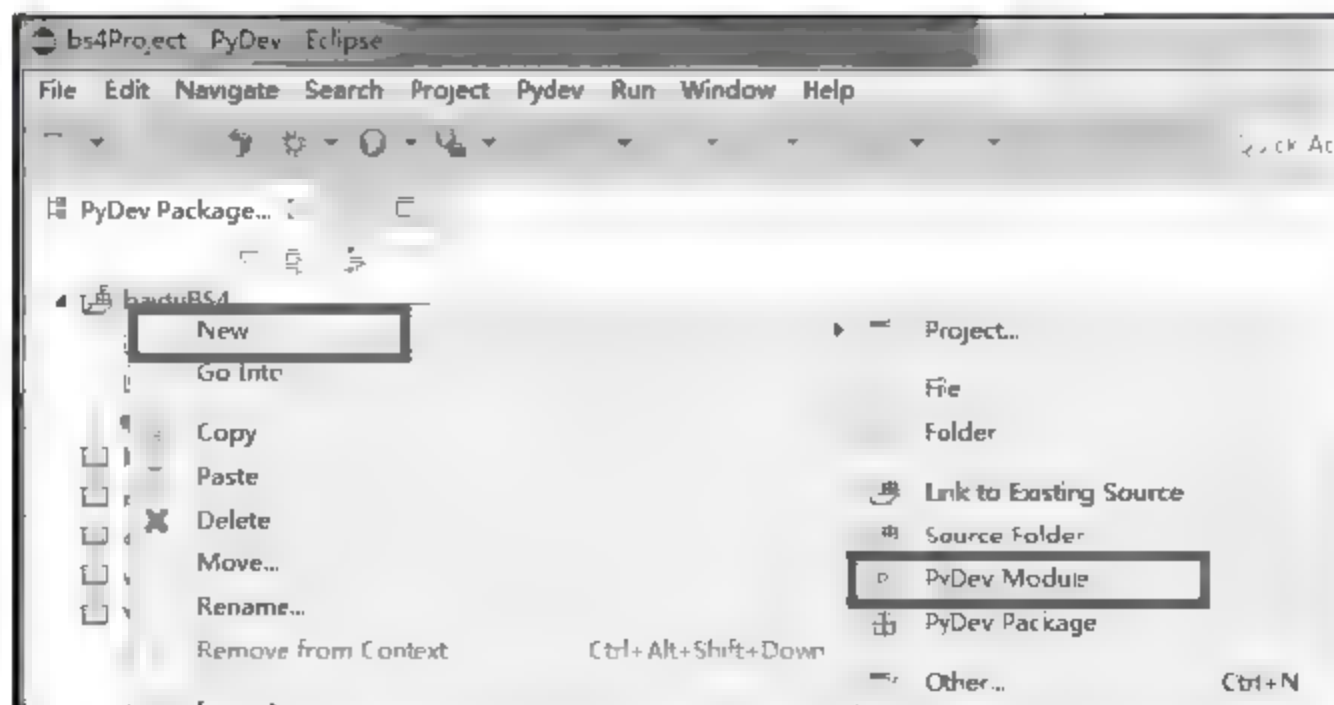 bs4Project PyDev Eclipse
File Edit Navigate Search Project Pydev Run Window Help
PyDev Package...
baiduBS4
New
Project...
Go Into
File
Copy
Folder
Paste
Link to Existing Source
Delete
Source Folder
Move...
PyDev Module
Rename...
PyDev Package
Remove from Context Ctrl+Alt+Shift+Down
Other... Ctrl+N